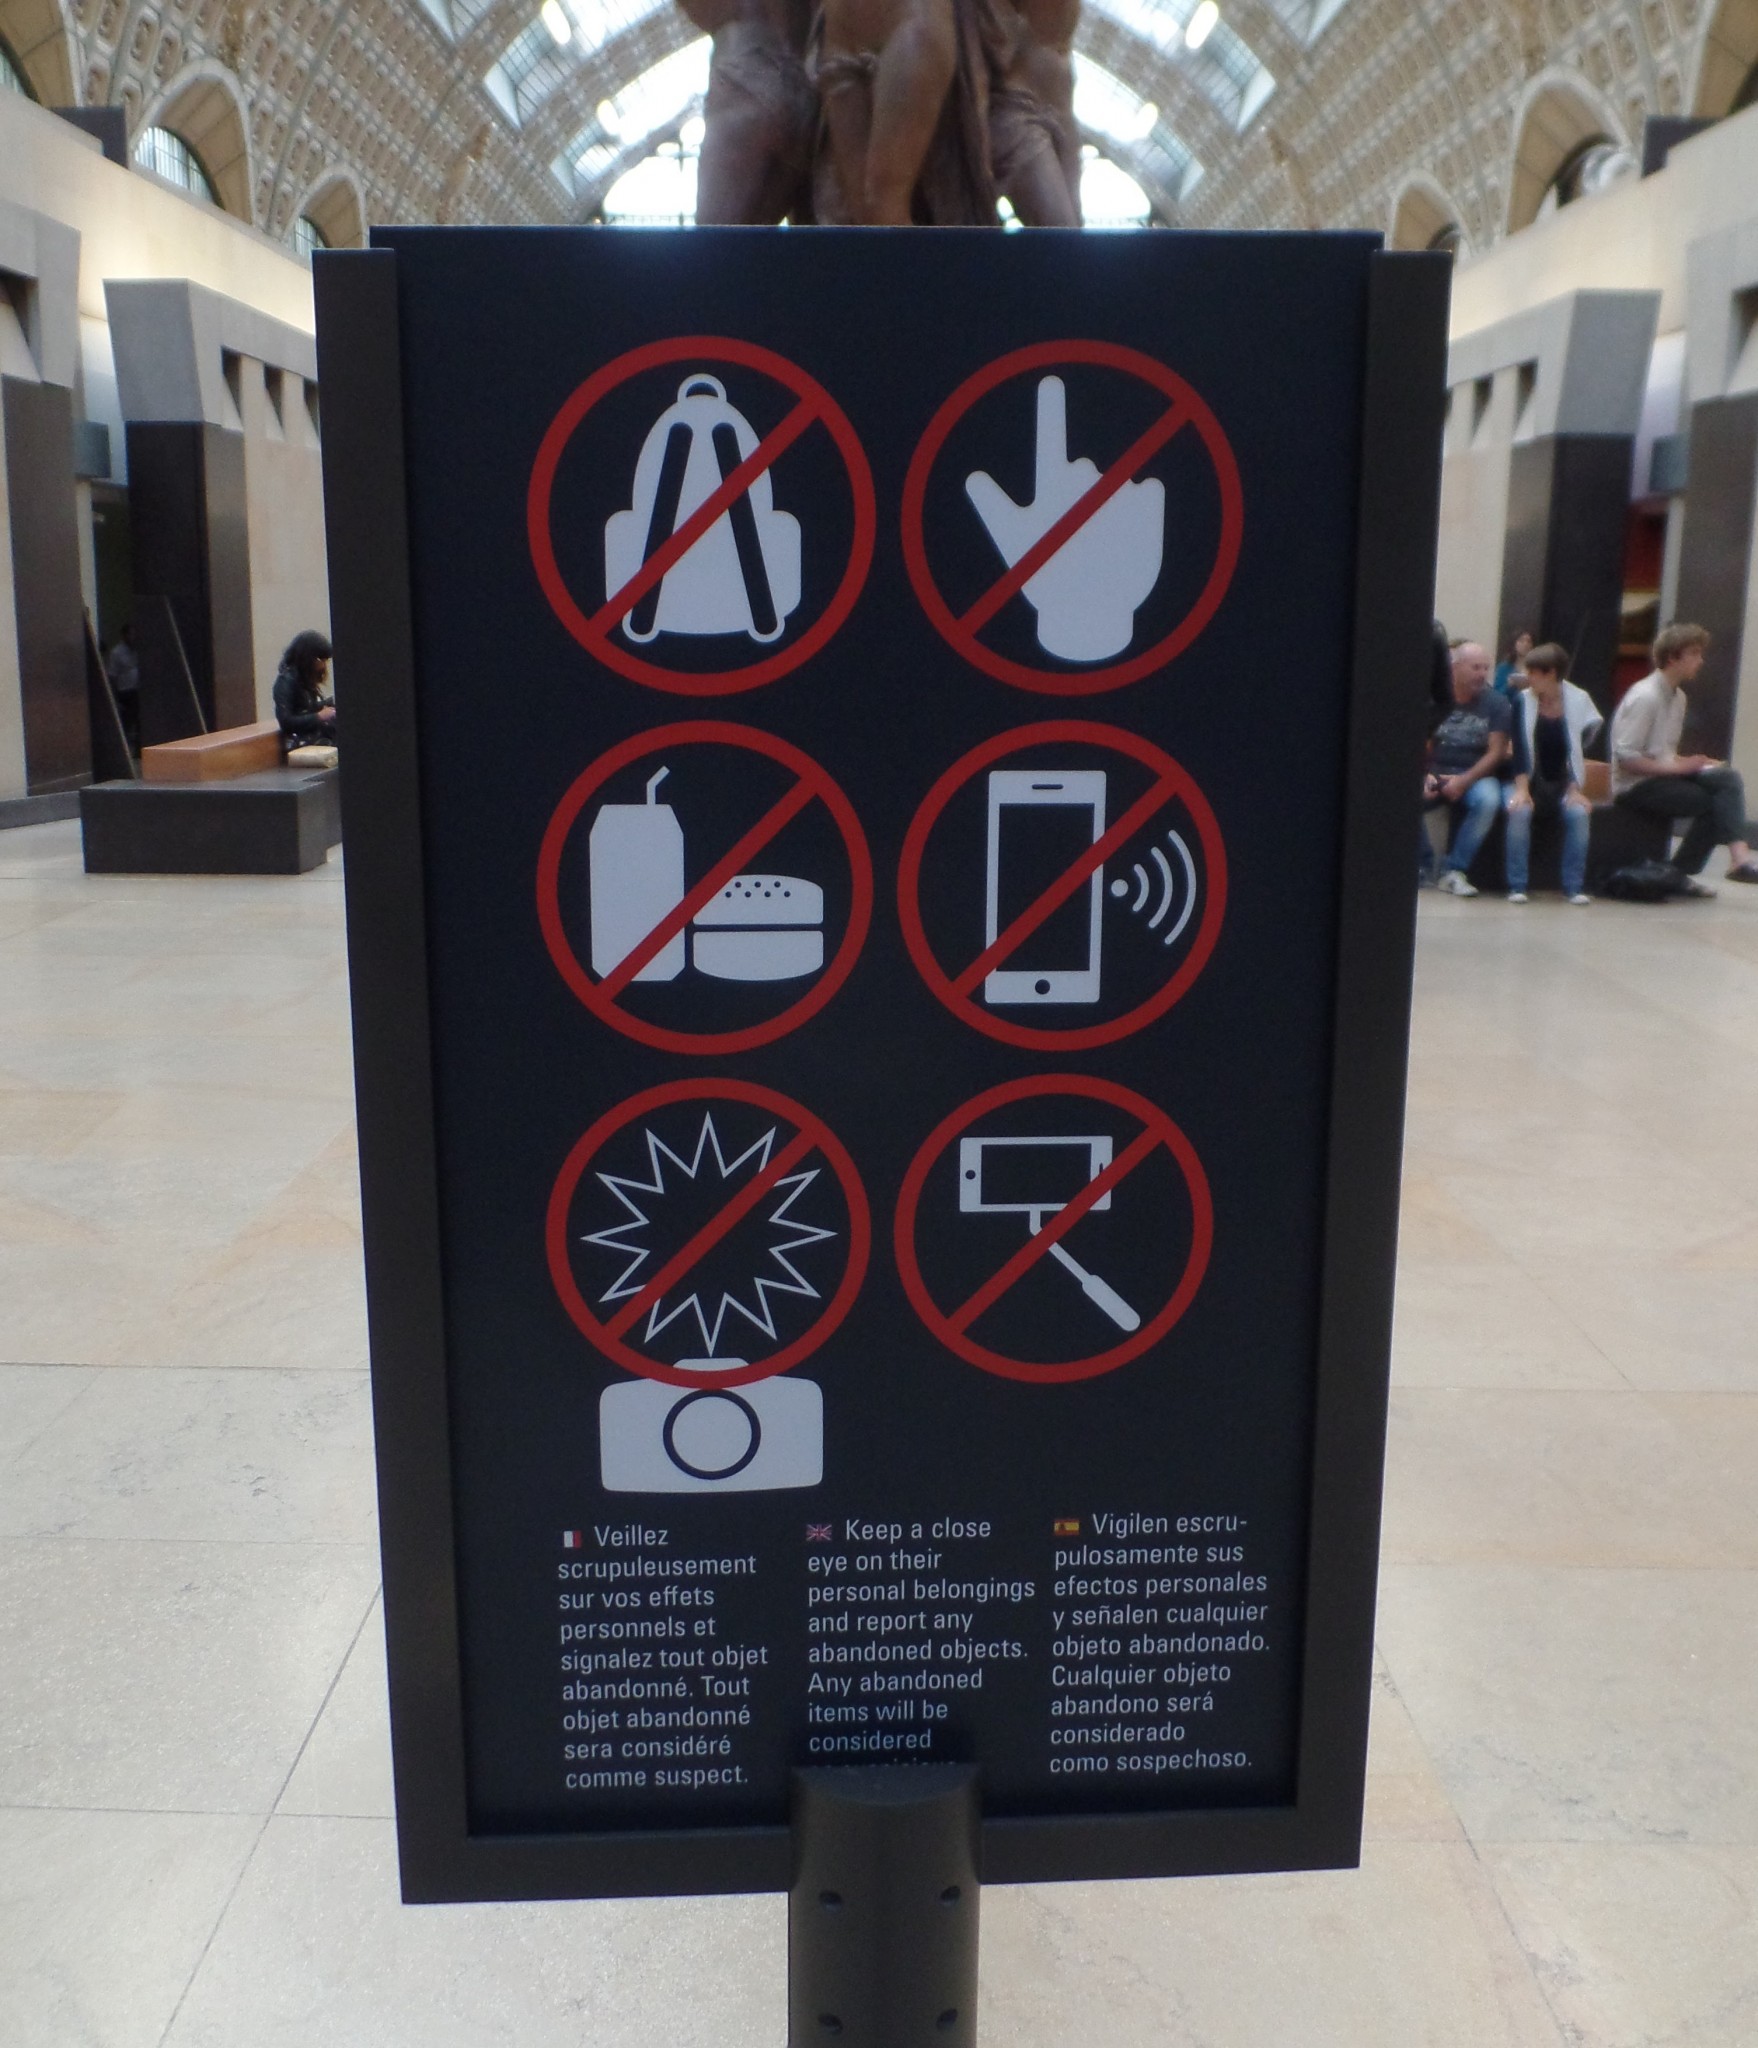 Veillez
scrupuleusement
sur vos effets
personnels et
signalez tout objet
abandonné. Tout
objet abandonné
sera considéré
comme suspect.
Keep a close
eye on their
personal belongings
and report any
abandoned objects.
Any abandoned
items will be
considered
Vigilen escru-
pulosamente sus
efectos personales
y señalen cualquier
objeto abandonado.
Cualquier objeto
abandono será
considerado
como sospechoso.